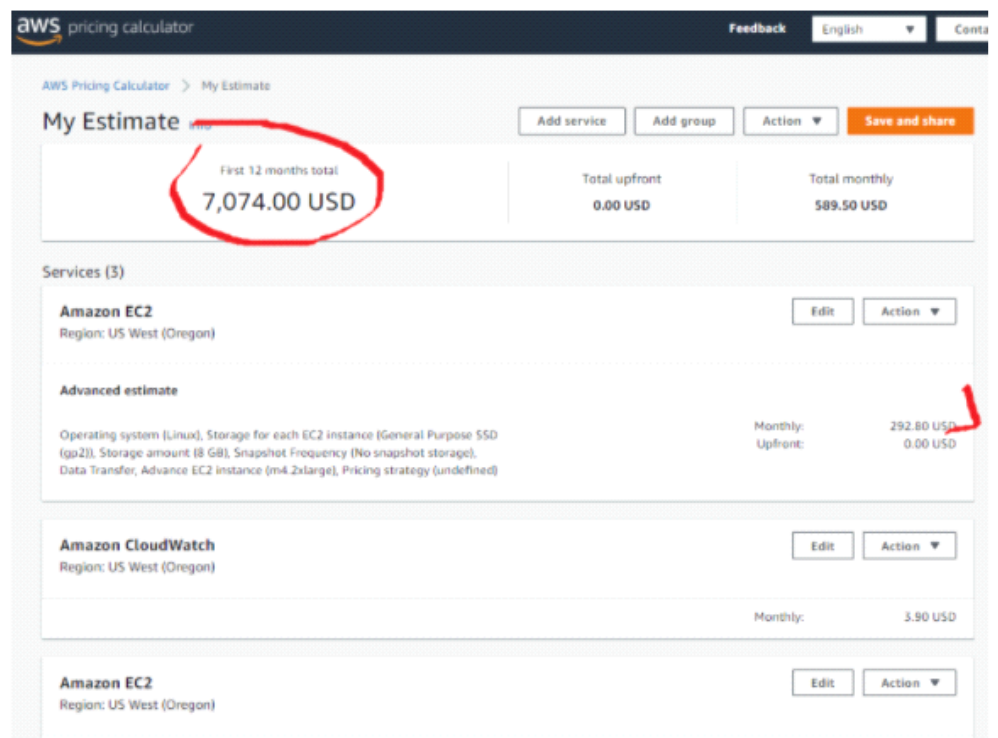 aws pricing calculator
Feedback
English
Conta
AWS Pricing Calculator > My Estimate
My Estimate
Add service
Add group
Action
Save and share
First 12 months total
7,074.00 USD
Total upfront
0.00 USD
Total monthly
589.50 USD
Services (3)
Amazon EC2
Edit
Action
Region: US West (Oregon)
Advanced estimate
Operating system (Linux), Storage for each EC2 instance (General Purpose SSD
(gp2)), Storage amount (8 GB), Snapshot Frequency (No snapshot storage),
Data Transfer, Advance EC2 instance (m4.2xlarge), Pricing strategy (undefined)
Monthly: 292.80 USD
Upfront: 0.00 USD
Amazon CloudWatch
Edit
Action
Region: US West (Oregon)
Monthly: 3.90 USD
Amazon EC2
Edit
Action
Region: US West (Oregon)